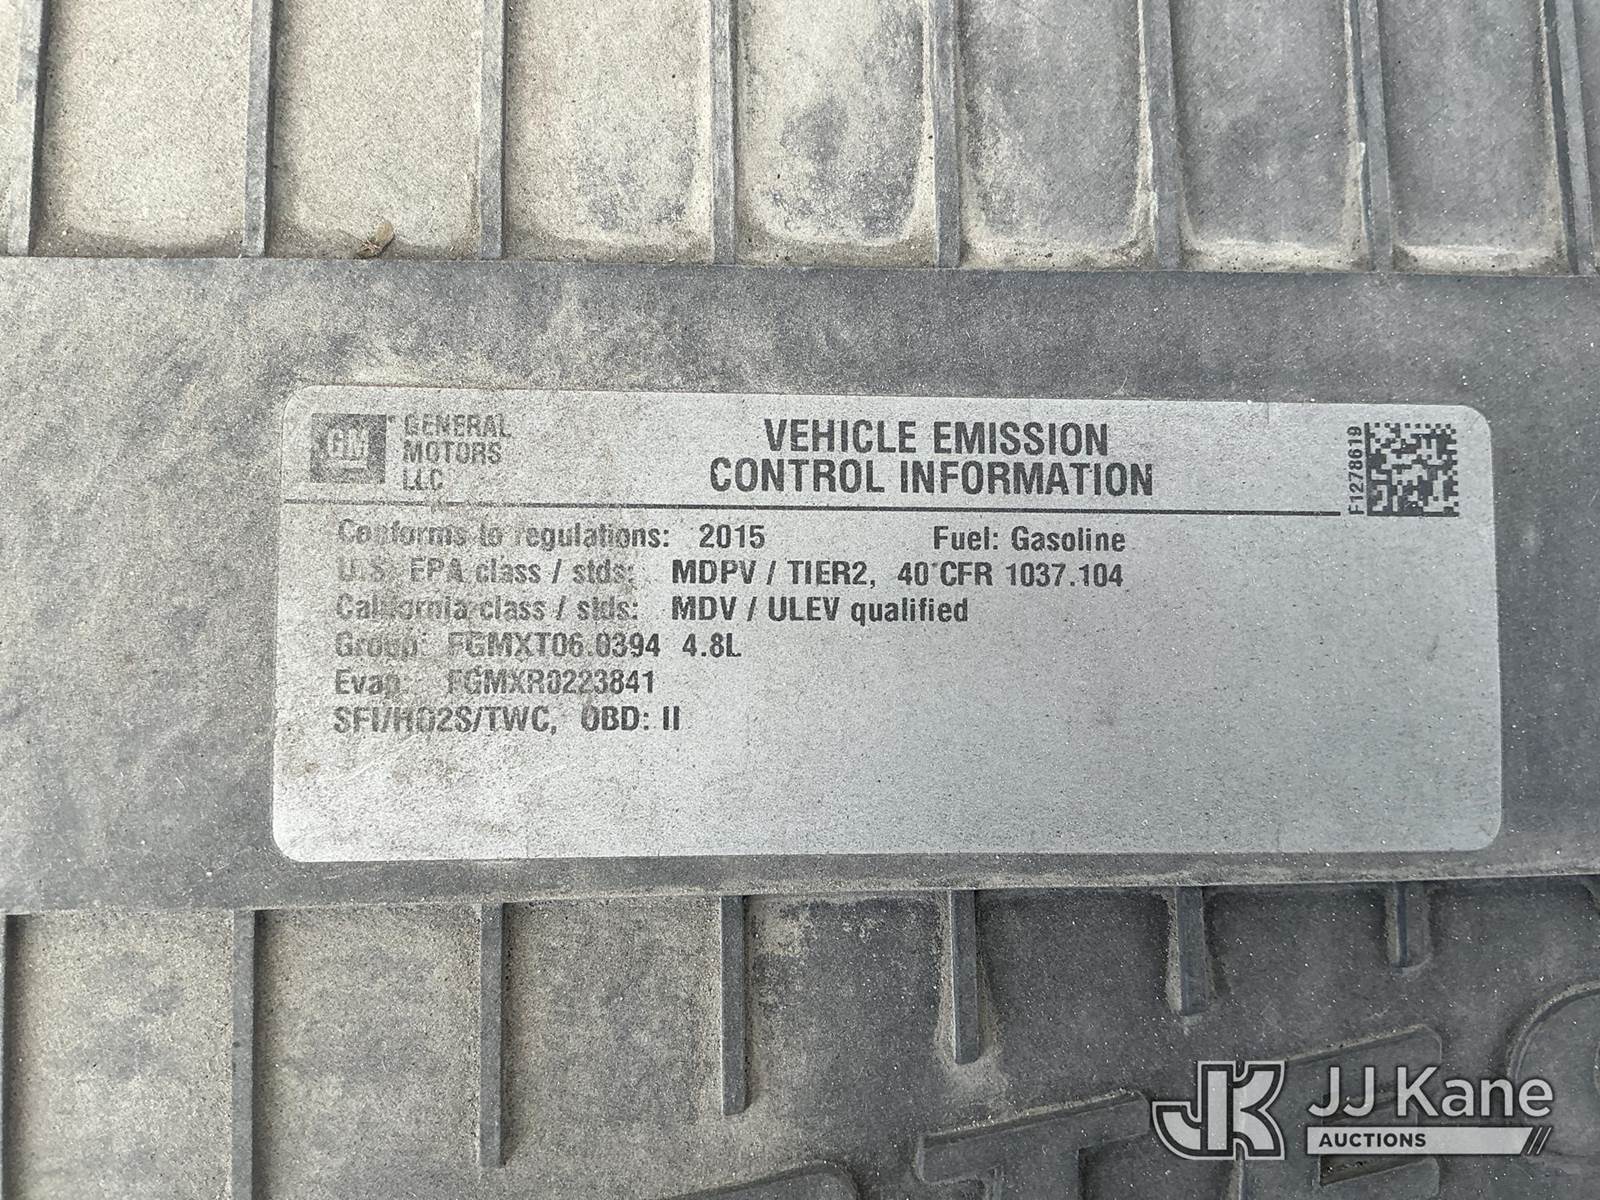 GM
GENERAL
MOTORS
LLC
VEHICLE EMISSION
CONTROL INFORMATION
F1278619
Conforms to regulations: 2015 Fuel: Gasoline
U.S. EPA class / stds: MDPV / TIER2, 40 CFR 1037.104
California class / stds: MDV / ULEV qualified
Group: FGMXT06.0394 4.8L
Evap: FGMXR0223841
SFI/HO2S/TWC, OBD: II
JK JJ Kane
AUCTIONS